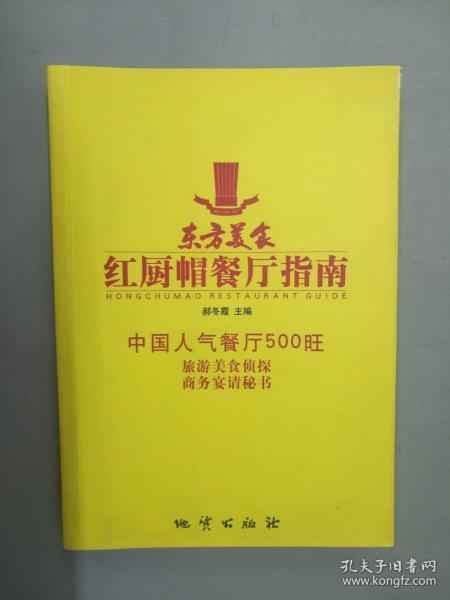 东方美食
红厨帽餐厅指南
HONGCHUMAO RESTAURANT GUIDE
郝冬霞 主编
中国人气餐厅500旺
旅游美食侦探
商务宴请秘书
地质出版社
孔夫子旧书网
www.kongfz.com